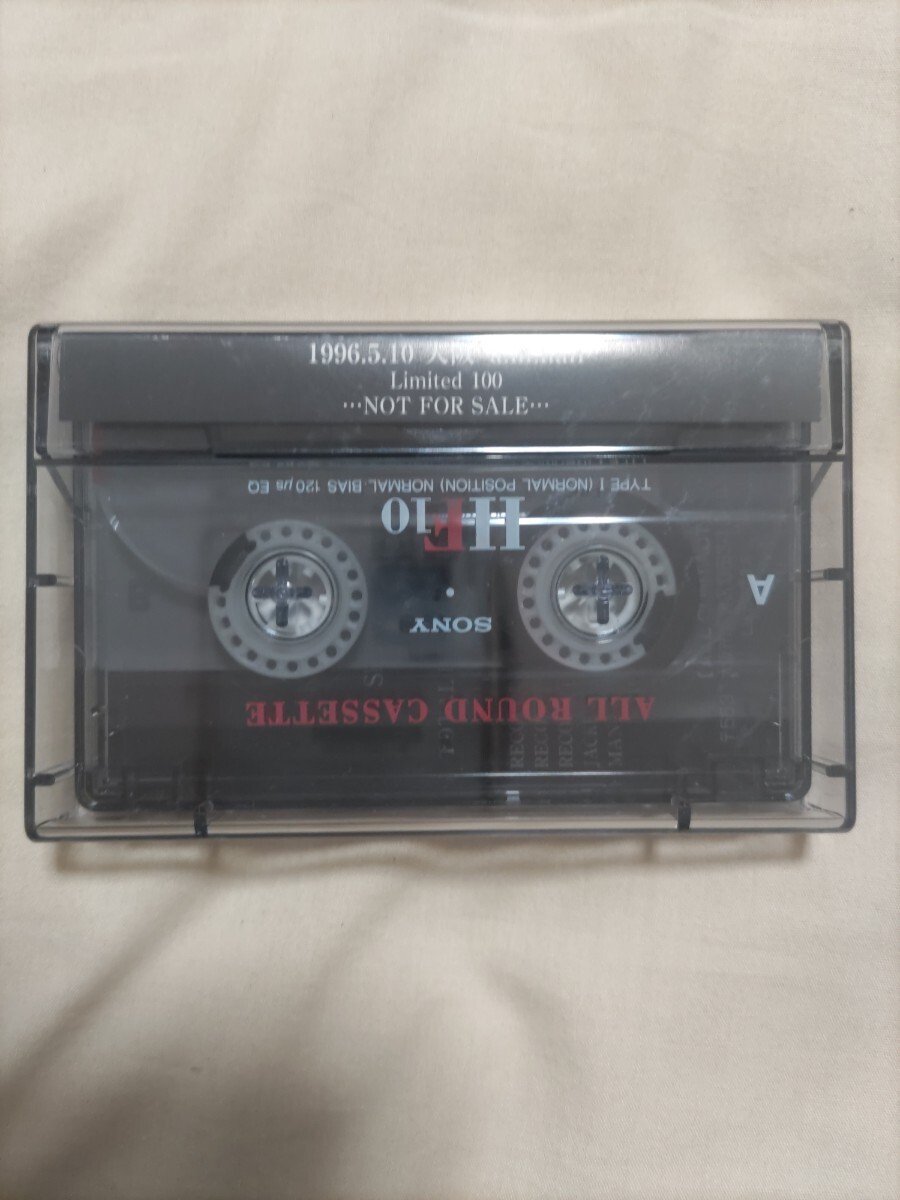 1996.5.10 大阪
Limited 100
…NOT FOR SALE…
TYPE I (NORMAL POSITION) NORMAL BIAS 120μs EQ
HF10
A
SONY
ALL ROUND CASSETTE